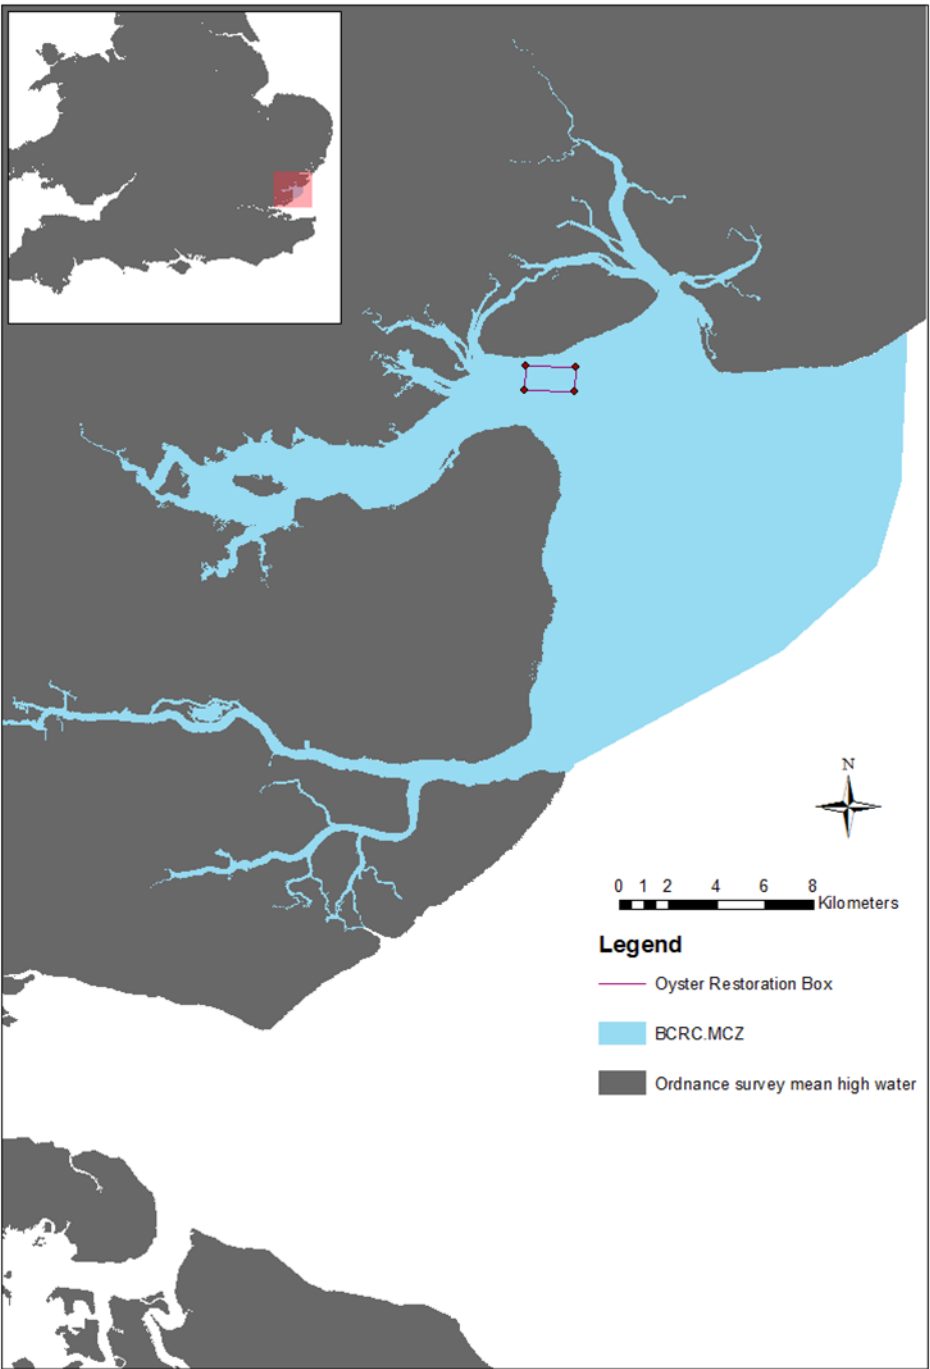 N
0 1 2 4 6 8
Kilometers
Legend
Oyster Restoration Box
BCRC.MCZ
Ordnance survey mean high water